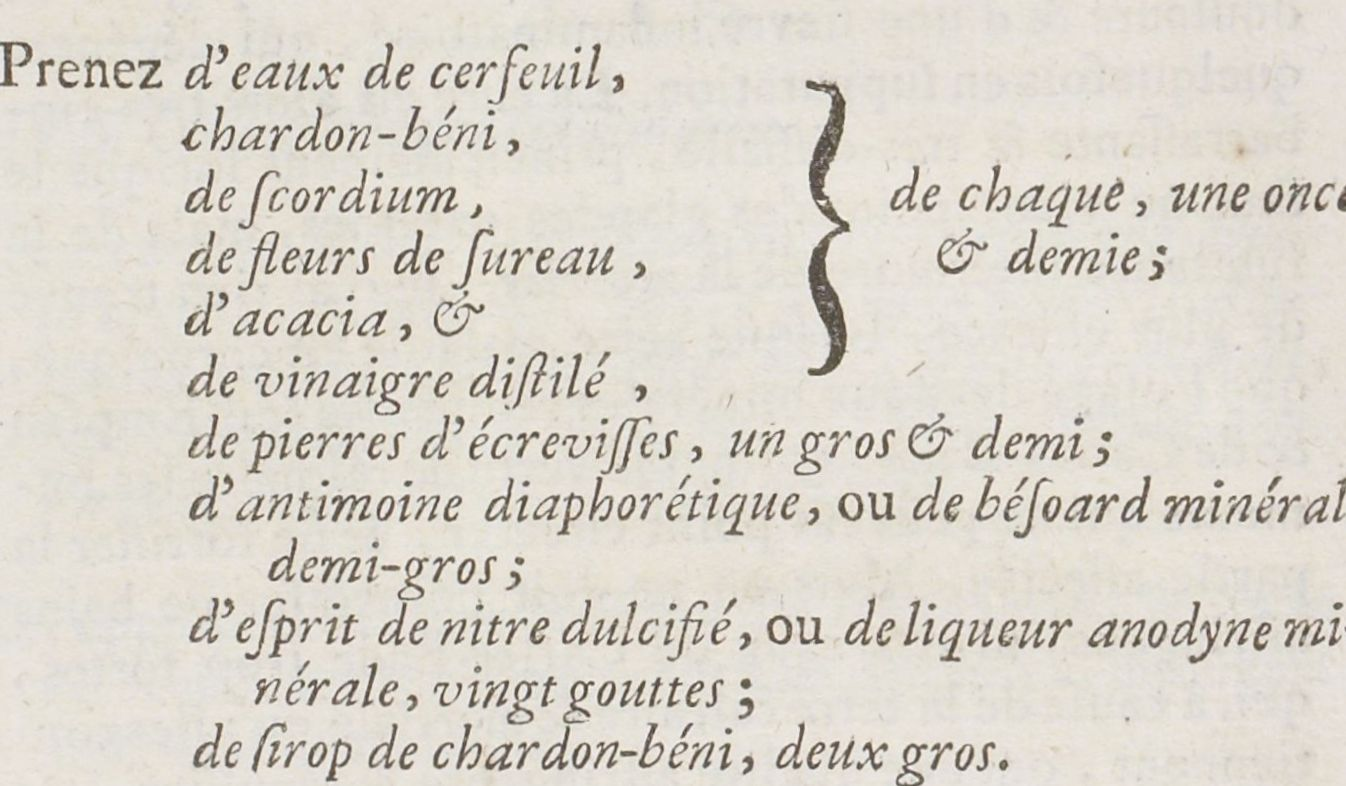 Prenez d'eaux de cerfeuil,
chardon-béni,
de ſcordium,
de fleurs de ſureau,
d'acacia, &
de vinaigre diſtilé,
de chaque, une once
& demie;
de pierres d'écreviſſes, un gros & demi;
d'antimoine diaphorétique, ou de béſoard minéral
demi-gros;
d'eſprit de nitre dulcifié, ou de liqueur anodyne mi-
nérale, vingt gouttes;
de ſirop de chardon-béni, deux gros.